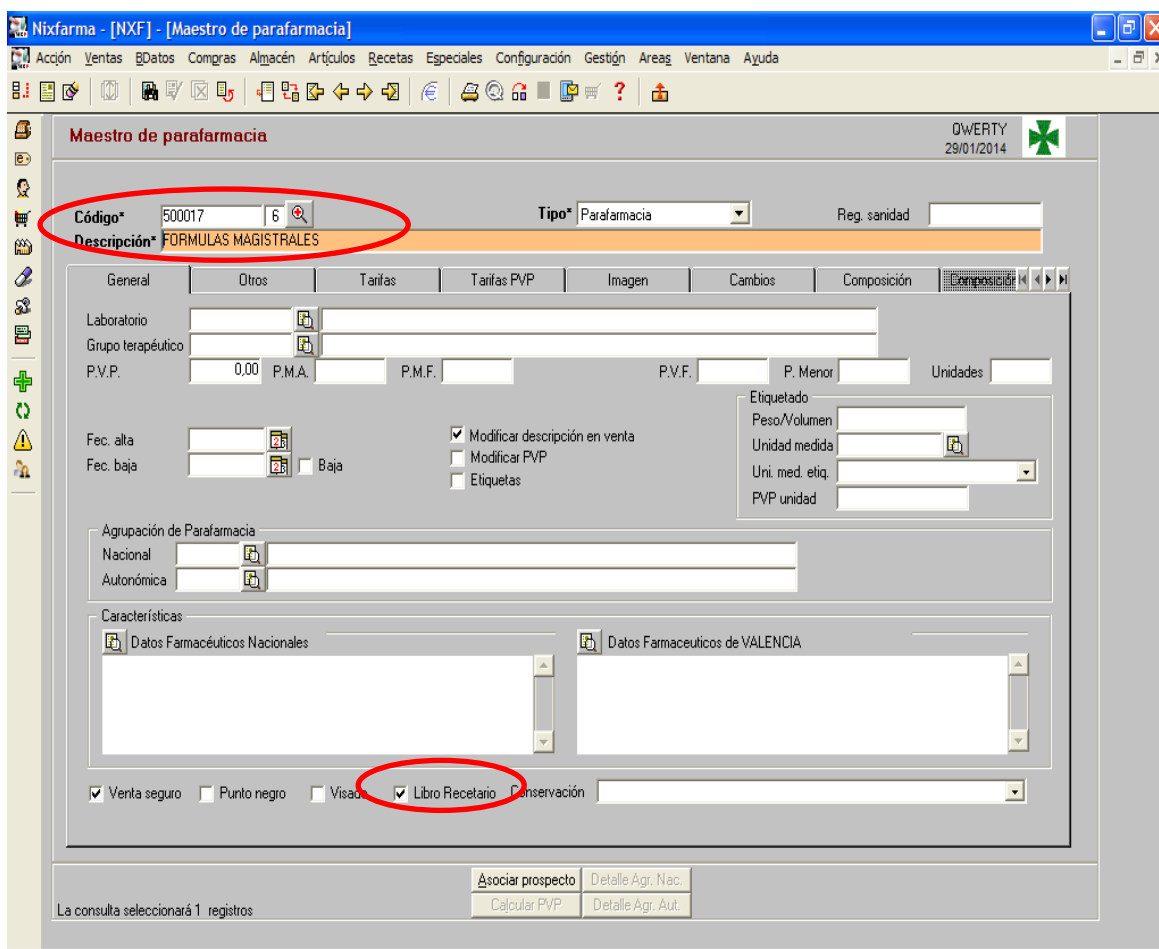 Nixfarma - [NXF] - [Maestro de parafarmacia]
Acción Ventas BDatos Compras Almacén Artículos Recetas Especiales Configuración Gestión Areas Ventana Ayuda
Maestro de parafarmacia
QWERTY
29/01/2014
Código* 500017 6 Tipo* Parafarmacia Reg. sanidad
Descripción* FORMULAS MAGISTRALES
General Otros Tarifas Tarifas PVP Imagen Cambios Composición Composición
Laboratorio
Grupo terapéutico
P.V.P. 0,00 P.M.A. P.M.F. P.V.F. P. Menor Unidades
Etiquetado
Peso/Volumen
Fec. alta Modificar descripción en venta Unidad medida
Fec. baja Baja Modificar PVP Uni. med. etiq.
Etiquetas PVP unidad
Agrupación de Parafarmacia
Nacional
Autonómica
Características
Datos Farmacéuticos Nacionales Datos Farmaceuticos de VALENCIA
Venta seguro Punto negro Visado Libro Recetario Conservación
Asociar prospecto Detalle Agr. Nac.
Calcular PVP Detalle Agr. Aut.
La consulta seleccionará 1 registros